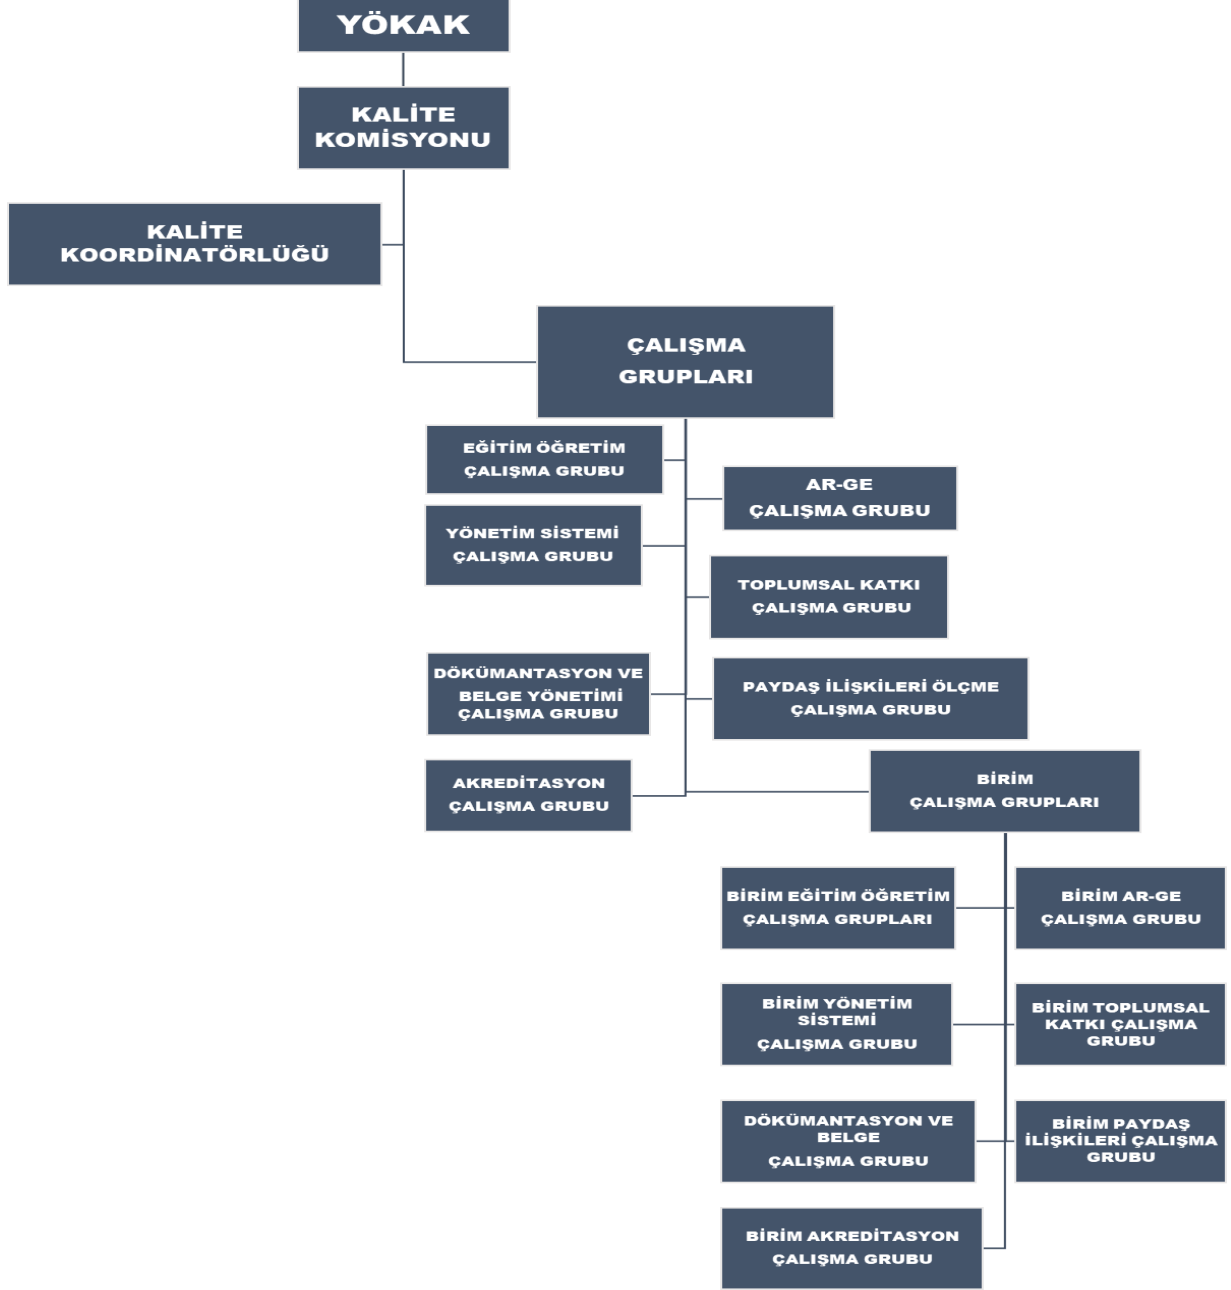 YÖKAK
KALİTE
KOMİSYONU
KALİTE
KOORDİNATÖRLÜĞÜ
ÇALIŞMA
GRUPLARI
EĞİTİM ÖĞRETİM
ÇALIŞMA GRUBU
AR-GE
ÇALIŞMA GRUBU
YÖNETİM SİSTEMİ
ÇALIŞMA GRUBU
TOPLUMSAL KATKI
ÇALIŞMA GRUBU
DÖKÜMANTASYON VE
BELGE YÖNETİMİ
ÇALIŞMA GRUBU
PAYDAŞ İLİŞKİLERİ ÖLÇME
ÇALIŞMA GRUBU
AKREDİTASYON
ÇALIŞMA GRUBU
BİRİM
ÇALIŞMA GRUPLARI
BİRİM EĞİTİM ÖĞRETİM
ÇALIŞMA GRUPLARI
BİRİM AR-GE
ÇALIŞMA GRUBU
BİRİM YÖNETİM
SİSTEMİ
ÇALIŞMA GRUBU
BİRİM TOPLUMSAL
KATKI ÇALIŞMA
GRUBU
DÖKÜMANTASYON VE
BELGE
ÇALIŞMA GRUBU
BİRİM PAYDAŞ
İLİŞKİLERİ ÇALIŞMA
GRUBU
BİRİM AKREDİTASYON
ÇALIŞMA GRUBU